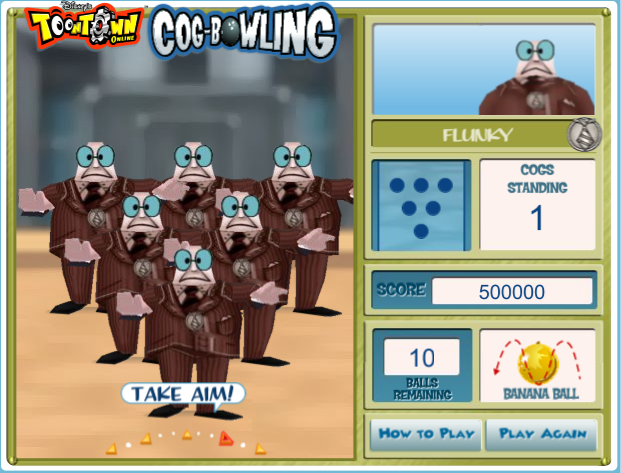 Disney's
TOONTOWN
ONLINE
COG-BOWLING
FLUNKY
COGS
STANDING
1
SCORE
500000
10
BALLS
REMAINING
BANANA BALL
TAKE AIM!
HOW TO PLAY
PLAY AGAIN